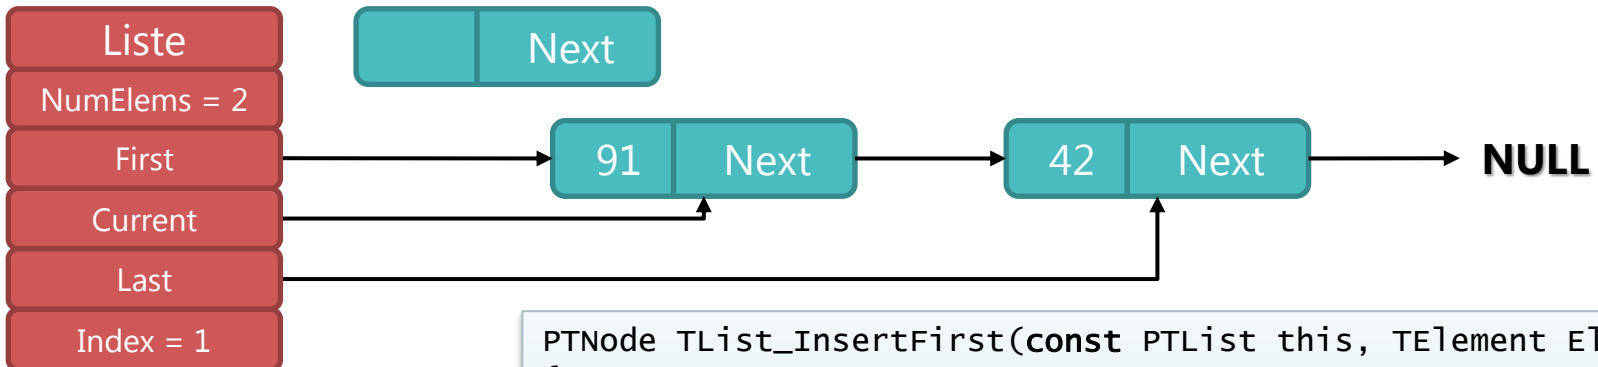 Liste
NumElems = 2
First
Current
Last
Index = 1
Next
91 Next
42 Next
NULL
PTNode TList_InsertFirst(const PTList this, TElement El